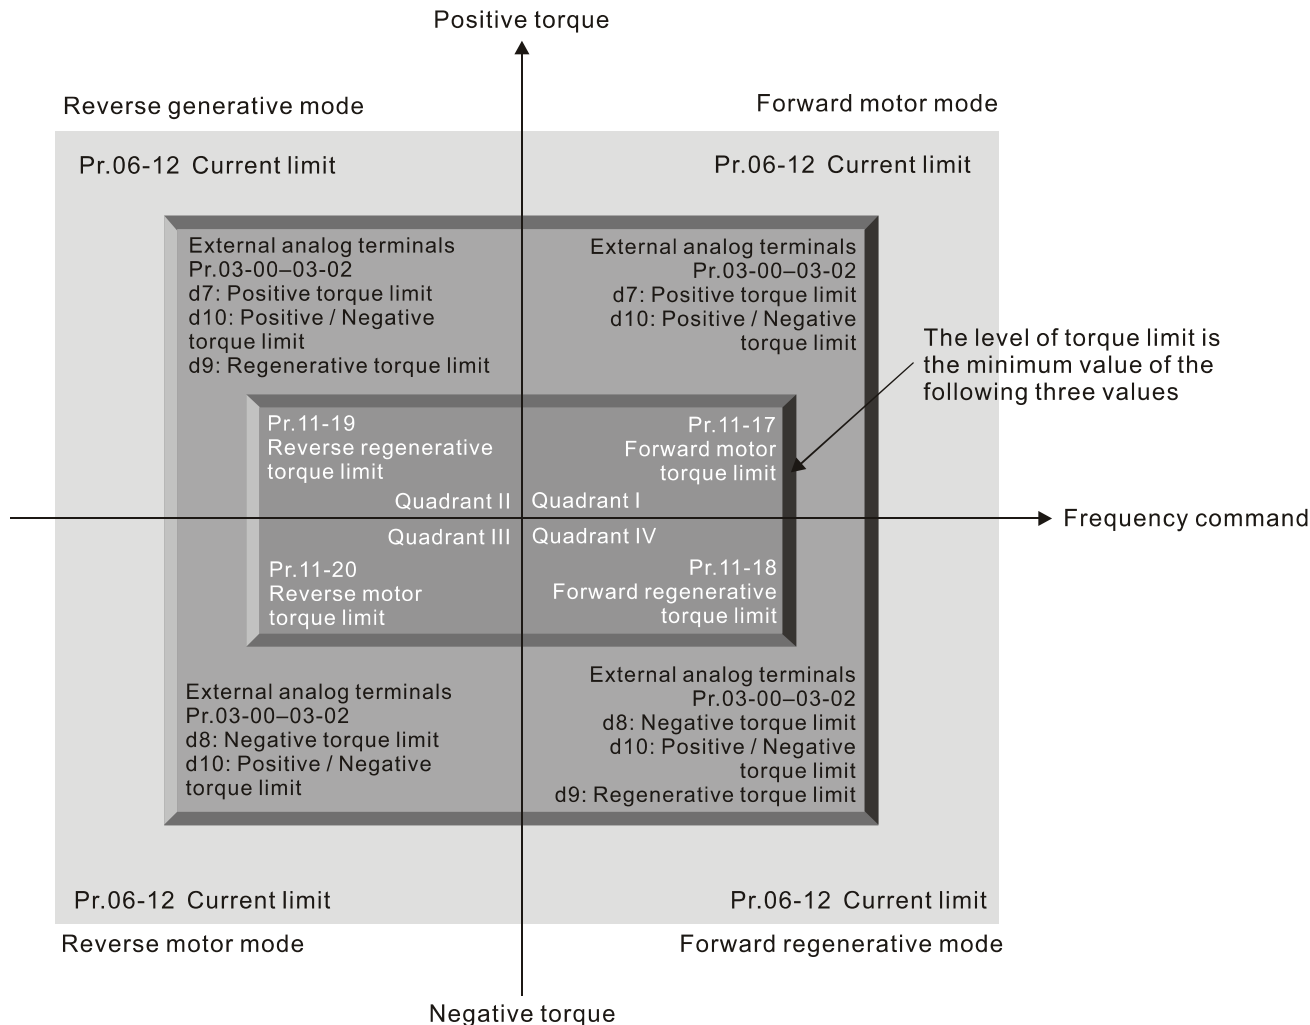 Positive torque
Reverse generative mode
Forward motor mode
Pr.06-12 Current limit
Pr.06-12 Current limit
External analog terminals
Pr.03-00–03-02
d7: Positive torque limit
d10: Positive / Negative
torque limit
d9: Regenerative torque limit
External analog terminals
Pr.03-00–03-02
d7: Positive torque limit
d10: Positive / Negative
torque limit
The level of torque limit is
the minimum value of the
following three values
Pr.11-19
Reverse regenerative
torque limit
Quadrant II
Pr.11-17
Forward motor
torque limit
Quadrant I
Frequency command
Quadrant III
Pr.11-20
Reverse motor
torque limit
Quadrant IV
Pr.11-18
Forward regenerative
torque limit
External analog terminals
Pr.03-00–03-02
d8: Negative torque limit
d10: Positive / Negative
torque limit
External analog terminals
Pr.03-00–03-02
d8: Negative torque limit
d10: Positive / Negative
torque limit
d9: Regenerative torque limit
Pr.06-12 Current limit
Pr.06-12 Current limit
Reverse motor mode
Forward regenerative mode
Negative torque